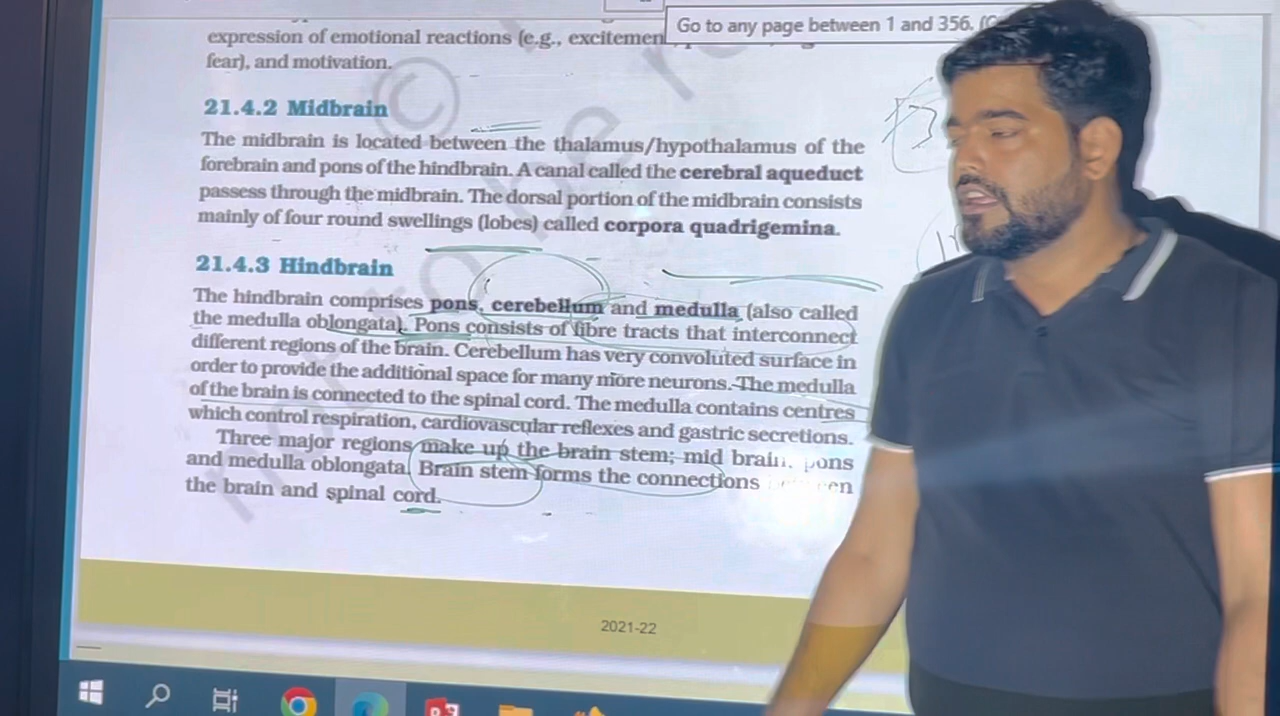 Go to any page between 1 and 356.
expression of emotional reactions (e.g., excitement
fear), and motivation.
21.4.2 Midbrain
The midbrain is located between the thalamus/hypothalamus of the
forebrain and pons of the hindbrain. A canal called the cerebral aqueduct
passess through the midbrain. The dorsal portion of the midbrain consists
mainly of four round swellings (lobes) called corpora quadrigemina.
21.4.3 Hindbrain
The hindbrain comprises pons, cerebellum and medulla (also called
the medulla oblongata). Pons consists of fibre tracts that interconnect
different regions of the brain. Cerebellum has very convoluted surface in
order to provide the additional space for many more neurons. The medulla
of the brain is connected to the spinal cord. The medulla contains centres
which control respiration, cardiovascular reflexes and gastric secretions.
Three major regions make up the brain stem; mid brain, pons
and medulla oblongata. Brain stem forms the connections between
the brain and spinal cord.
2021-22